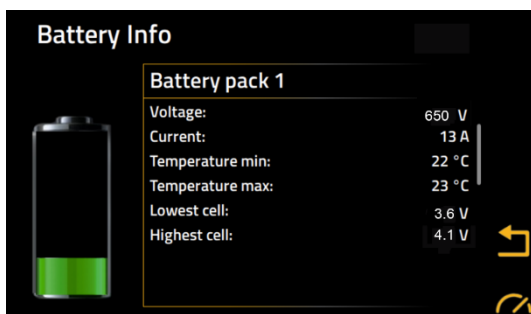 Battery Info
Battery pack 1
Voltage: 650 V
Current: 13 A
Temperature min: 22 °C
Temperature max: 23 °C
Lowest cell: 3.6 V
Highest cell: 4.1 V